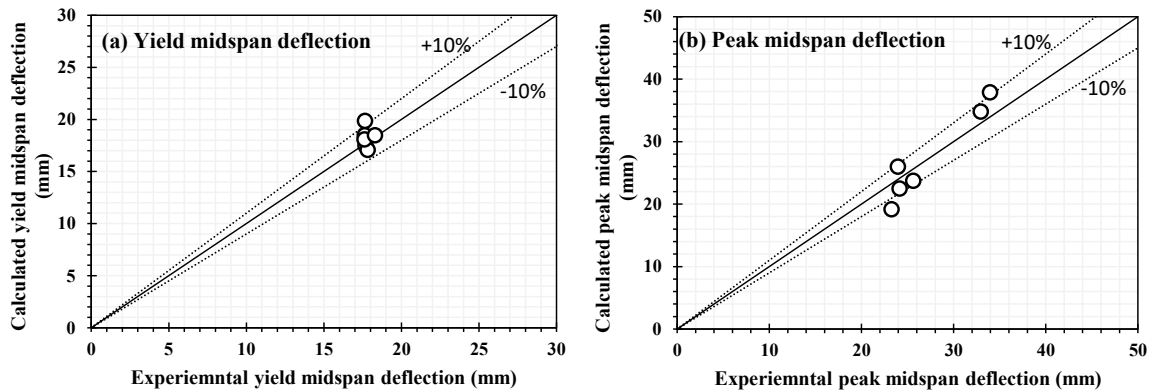 (a) Yield midspan deflection
+10%
-10%
30
25
20
15
10
5
0
0 5 10 15 20 25 30
Calculated yield midspan deflection
(mm)
Experiemntal yield midspan deflection (mm)
(b) Peak midspan deflection
+10%
-10%
50
40
30
20
10
0
0 10 20 30 40 50
Calculated peak midspan deflection
(mm)
Experiemntal peak midspan deflection (mm)